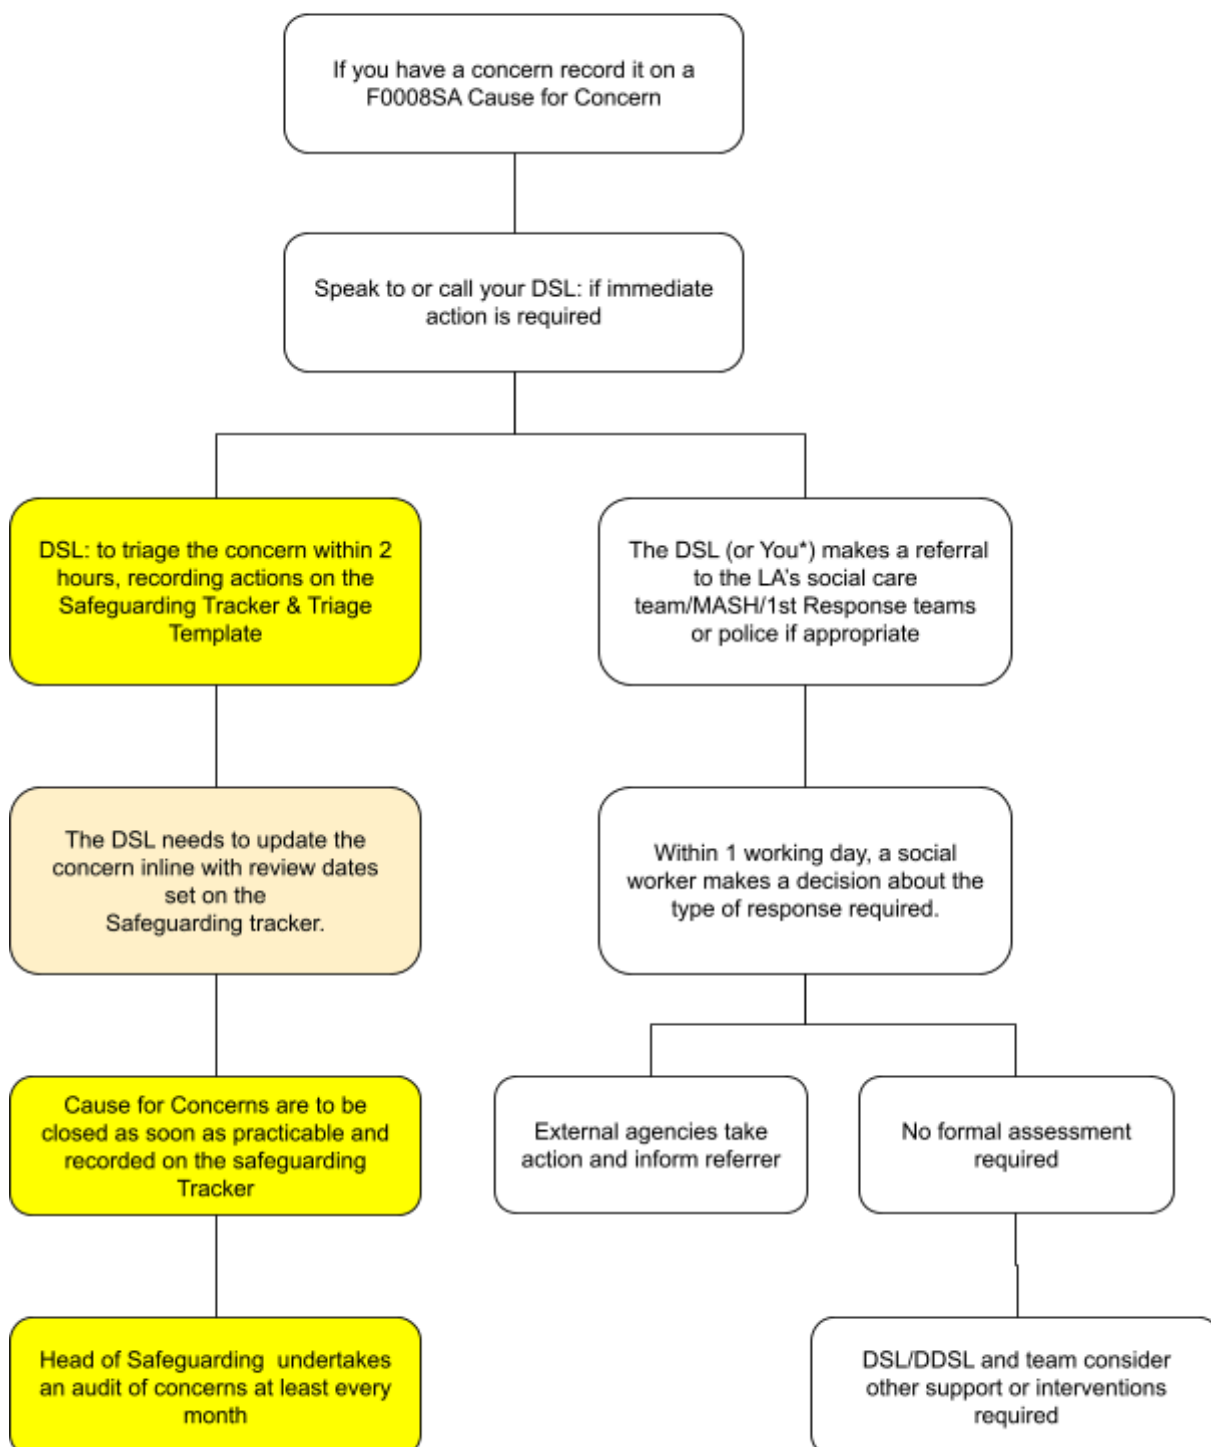 If you have a concern record it on a
F0008SA Cause for Concern
Speak to or call your DSL: if immediate
action is required
DSL: to triage the concern within 2
hours, recording actions on the
Safeguarding Tracker & Triage
Template
The DSL (or You*) makes a referral
to the LA's social care
team/MASH/1st Response teams
or police if appropriate
The DSL needs to update the
concern inline with review dates
set on the
Safeguarding tracker.
Within 1 working day, a social
worker makes a decision about the
type of response required.
Cause for Concerns are to be
closed as soon as practicable and
recorded on the safeguarding
Tracker
External agencies take
action and inform referrer
No formal assessment
required
Head of Safeguarding undertakes
an audit of concerns at least every
month
DSL/DDSL and team consider
other support or interventions
required